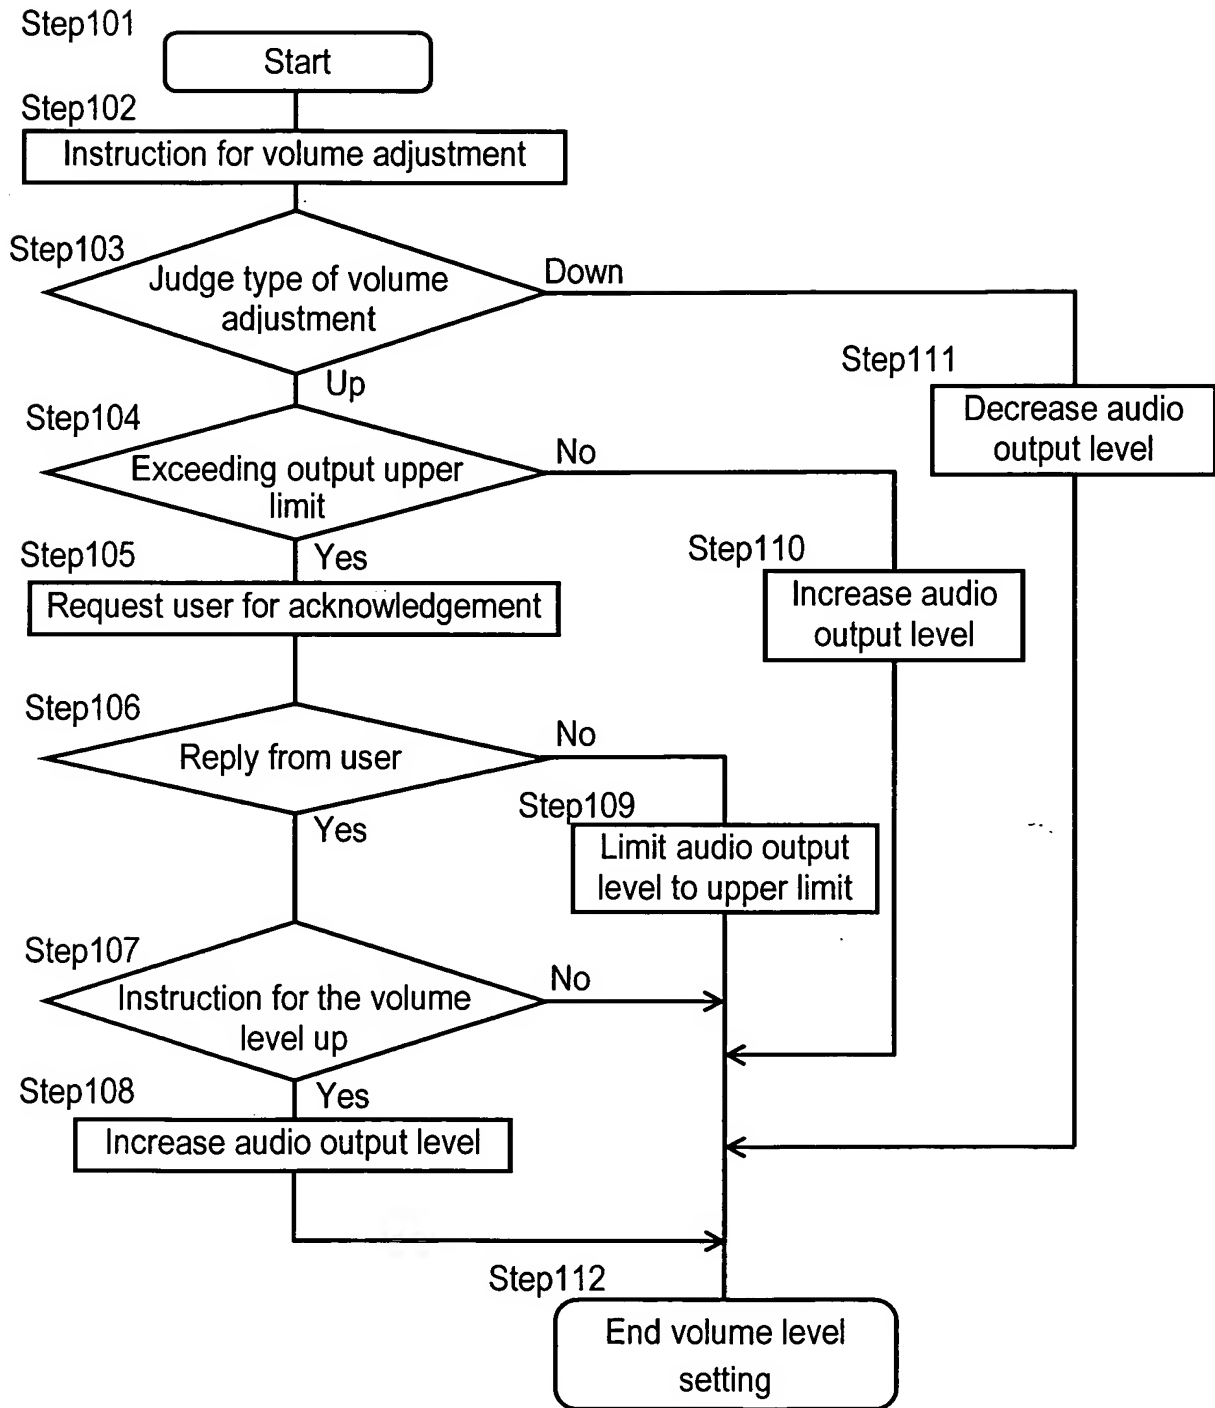 Step101
Start
Step102
Instruction for volume adjustment
Step103
Judge type of volume
adjustment
Down
Up
Step111
Decrease audio
output level
Step104
Exceeding output upper
limit
No
Yes
Step110
Increase audio
output level
Step105
Request user for acknowledgement
Step106
Reply from user
No
Yes
Step109
Limit audio output
level to upper limit
Step107
Instruction for the volume
level up
No
Yes
Step108
Increase audio output level
Step112
End volume level
setting